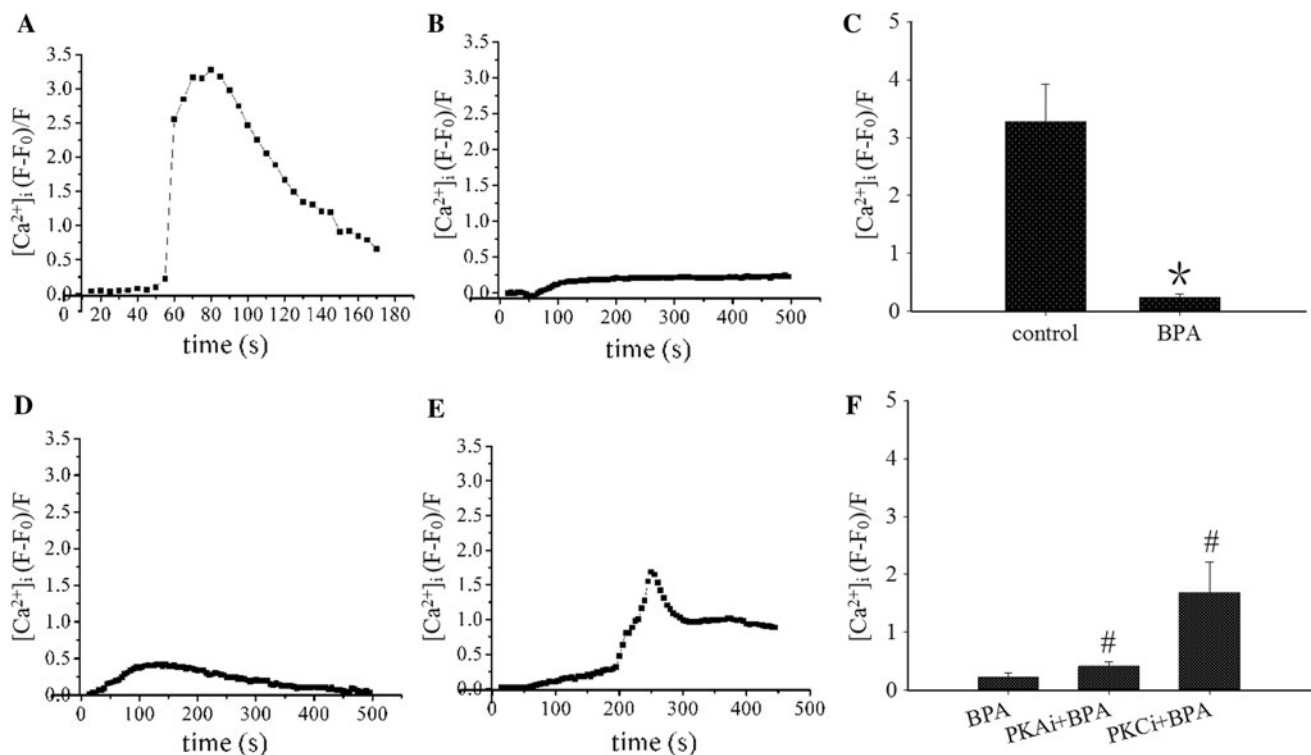 A
[Ca²⁺]ᵢ (F-F₀)/F
3.5
3.0
2.5
2.0
1.5
1.0
0.5
0.0
0 20 40 60 80 100 120 140 160 180
time (s)
B
[Ca²⁺]ᵢ (F-F₀)/F
3.5
3.0
2.5
2.0
1.5
1.0
0.5
0.0
0 100 200 300 400 500
time (s)
C
[Ca²⁺]ᵢ (F-F₀)/F
5
4
3
2
1
0
*
control BPA
D
[Ca²⁺]ᵢ (F-F₀)/F
3.5
3.0
2.5
2.0
1.5
1.0
0.5
0.0
0 100 200 300 400 500
time (s)
E
[Ca²⁺]ᵢ (F-F₀)/F
3.5
3.0
2.5
2.0
1.5
1.0
0.5
0.0
0 100 200 300 400 500
time (s)
F
[Ca²⁺]ᵢ (F-F₀)/F
5
4
3
2
1
0
# #
BPA PKAi+BPA PKCi+BPA